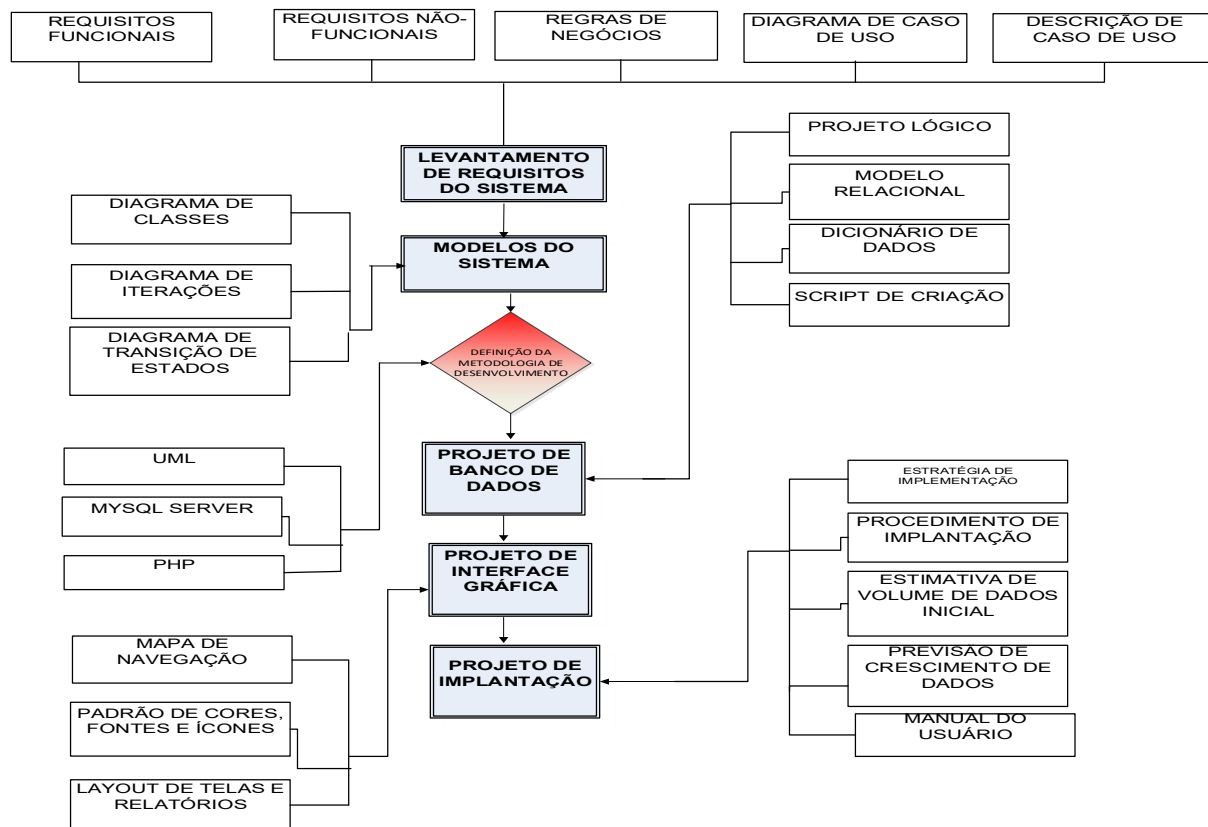 REQUISITOS
FUNCIONAIS
REQUISITOS NÃO-
FUNCIONAIS
REGRAS DE
NEGÓCIOS
DIAGRAMA DE CASO
DE USO
DESCRIÇÃO DE
CASO DE USO
LEVANTAMENTO
DE REQUISITOS
DO SISTEMA
PROJETO LÓGICO
MODELO
RELACIONAL
DICIONÁRIO DE
DADOS
SCRIPT DE CRIAÇÃO
DIAGRAMA DE
CLASSES
DIAGRAMA DE
ITERAÇÕES
DIAGRAMA DE
TRANSIÇÃO DE
ESTADOS
MODELOS DO
SISTEMA
DEFINIÇÃO DA
METODOLOGIA DE
DESENVOLVIMENTO
UML
MYSQL SERVER
PHP
PROJETO DE
BANCO DE
DADOS
PROJETO DE
INTERFACE
GRÁFICA
PROJETO DE
IMPLANTAÇÃO
ESTRATÉGIA DE
IMPLEMENTAÇÃO
PROCEDIMENTO DE
IMPLANTAÇÃO
ESTIMATIVA DE
VOLUME DE DADOS
INICIAL
PREVISÃO DE
CRESCIMENTO DE
DADOS
MANUAL DO
USUÁRIO
MAPA DE
NAVEGAÇÃO
PADRÃO DE CORES,
FONTES E ÍCONES
LAYOUT DE TELAS E
RELATÓRIOS